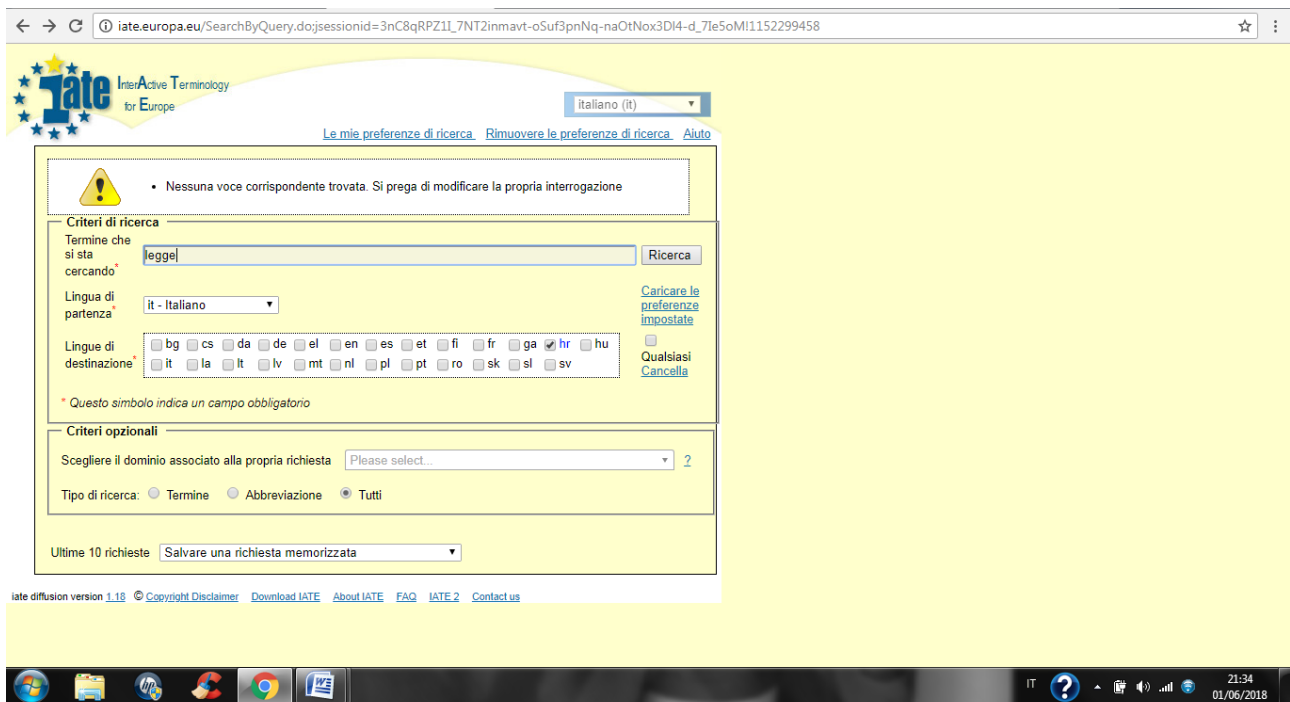 iate.europa.eu/SearchByQuery.do;jsessionid=3nC8qRPZ1I_7NT2inmavt-oSuf3pnNq-naOtNox3Dl4-d_7Ie5oM!1152299458
iate InterActive Terminology
for Europe
italiano (it)
Le mie preferenze di ricerca Rimuovere le preferenze di ricerca Aiuto
• Nessuna voce corrispondente trovata. Si prega di modificare la propria interrogazione
Criteri di ricerca
Termine che
si sta
cercando*
legge
Ricerca
Lingua di
partenza*
it - Italiano
Caricare le
preferenze
impostate
Lingue di
destinazione*
bg cs da de el en es et fi fr ga hr hu
it la lt lv mt nl pl pt ro sk sl sv
Qualsiasi
Cancella
* Questo simbolo indica un campo obbligatorio
Criteri opzionali
Scegliere il dominio associato alla propria richiesta Please select... ?
Tipo di ricerca: Termine Abbreviazione Tutti
Ultime 10 richieste Salvare una richiesta memorizzata
iate diffusion version 1.18 © Copyright Disclaimer Download IATE About IATE FAQ IATE 2 Contact us
IT
21:34
01/06/2018